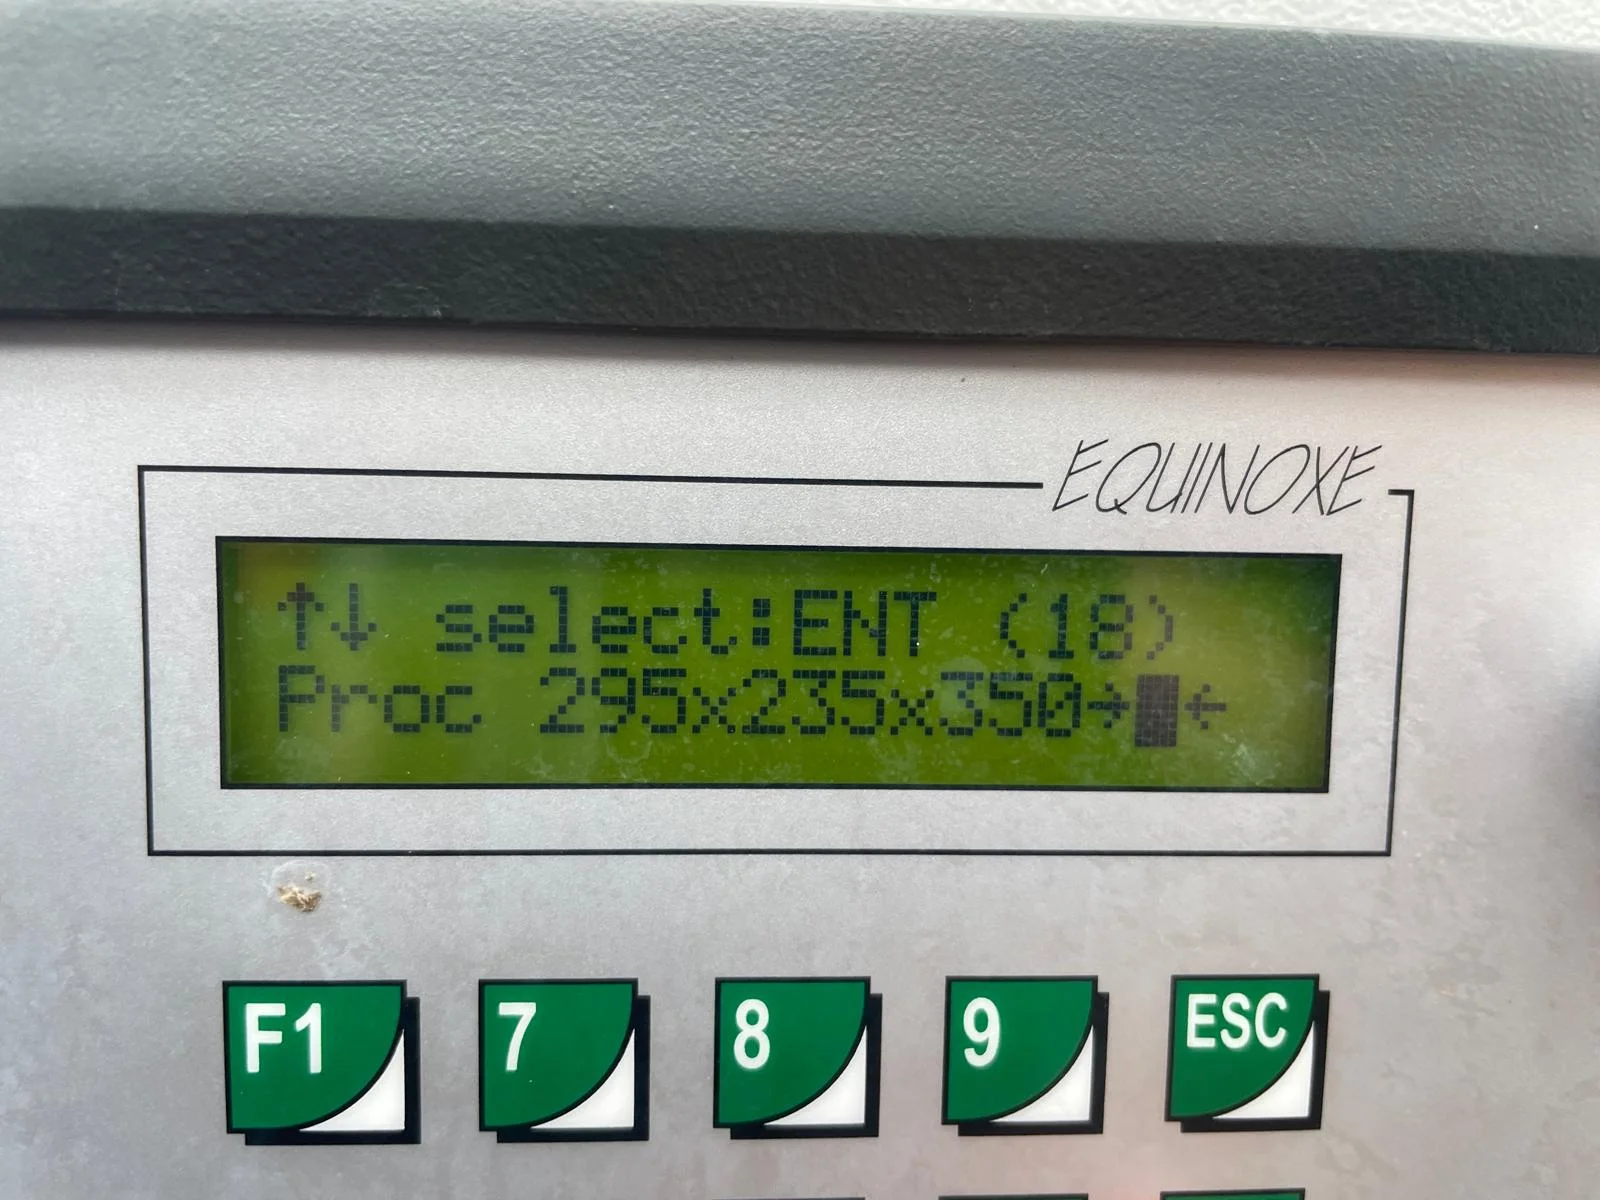 EQUINOXE
↑↓ select:ENT (18)
Proc 295x235x350→█←
F1 7 8 9 ESC